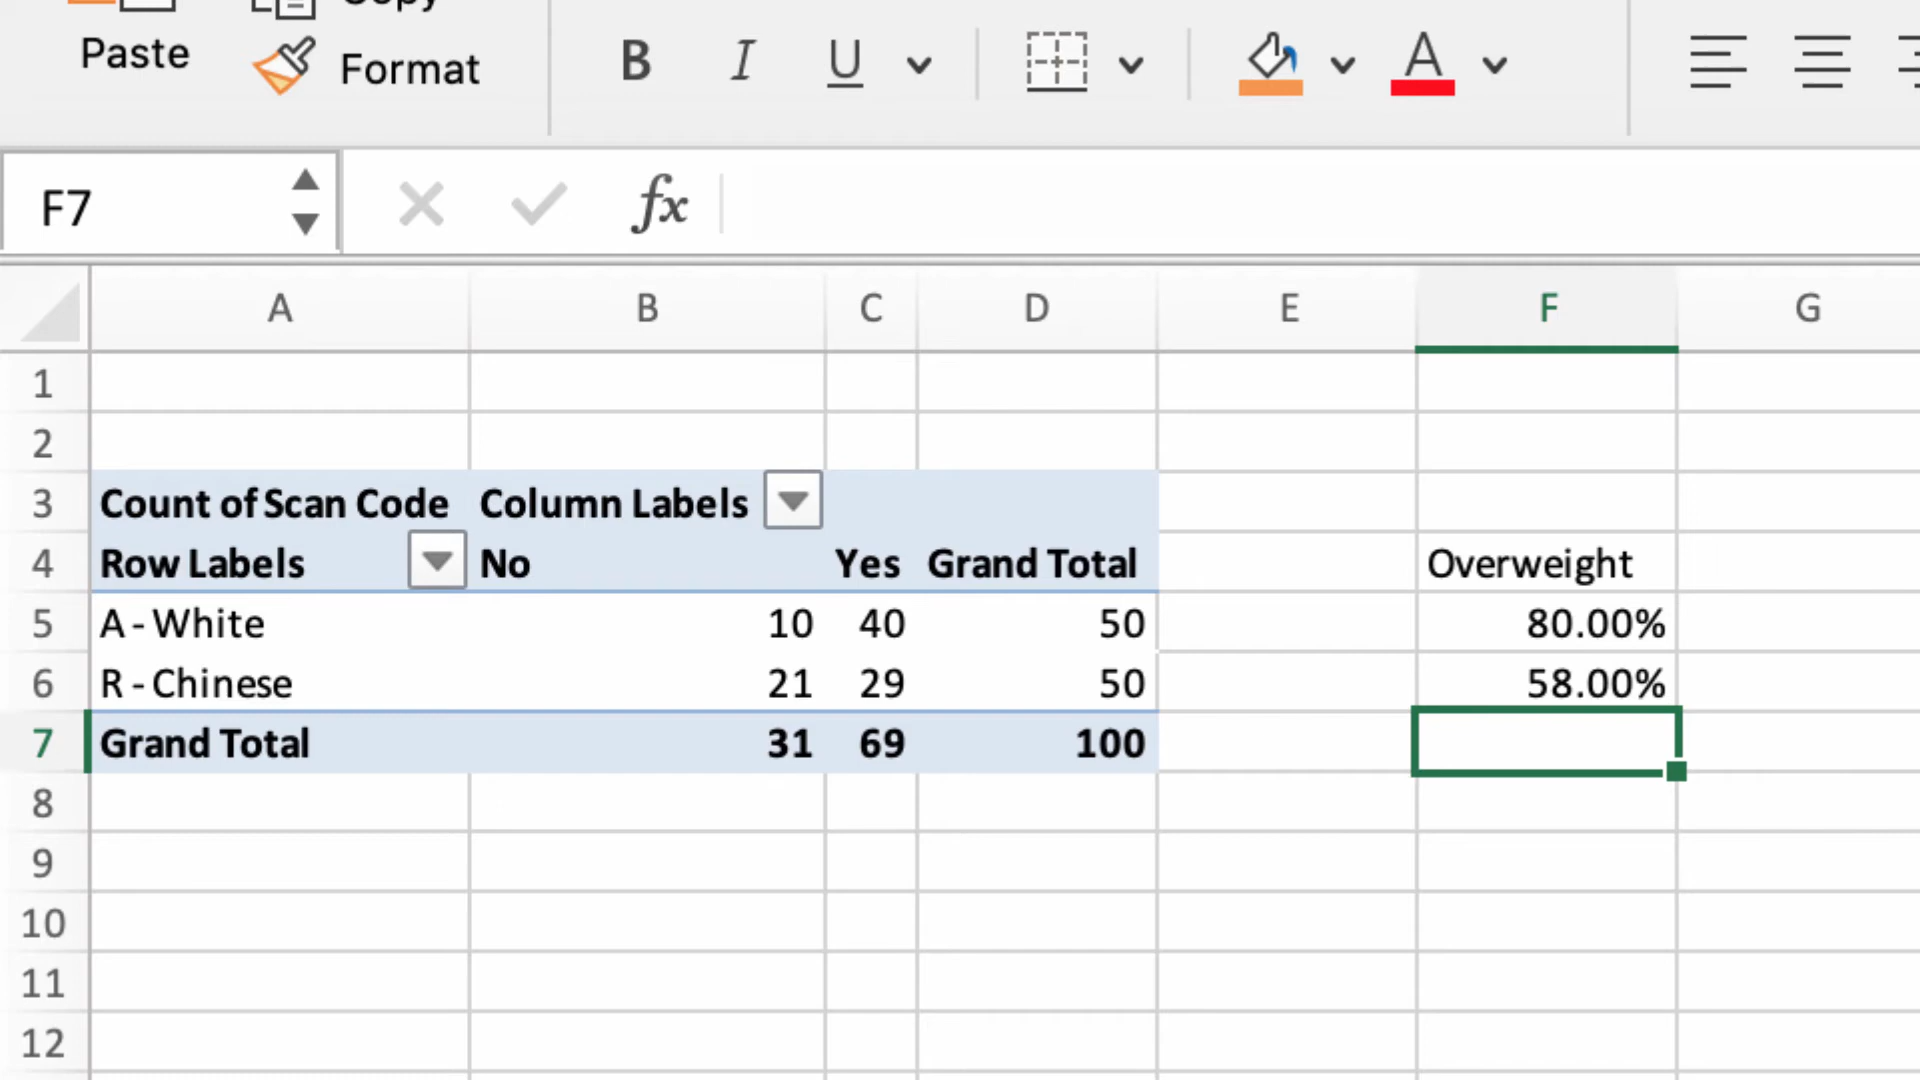 Copy
Paste
Format
B I U A
F7
fx
A B C D E F G
1
2
3 Count of Scan Code Column Labels
4 Row Labels No Yes Grand Total Overweight
5 A - White 10 40 50 80.00%
6 R - Chinese 21 29 50 58.00%
7 Grand Total 31 69 100
8
9
10
11
12